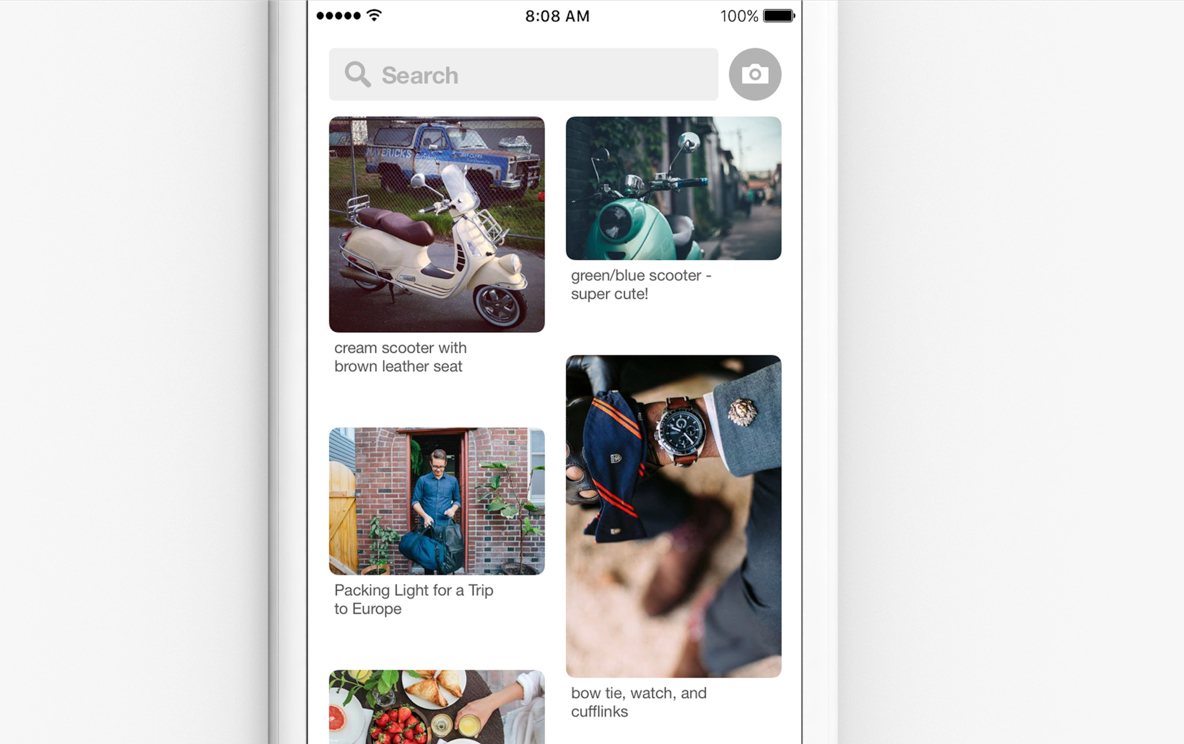 8:08 AM
100%
Search
cream scooter with
brown leather seat
green/blue scooter -
super cute!
Packing Light for a Trip
to Europe
bow tie, watch, and
cufflinks